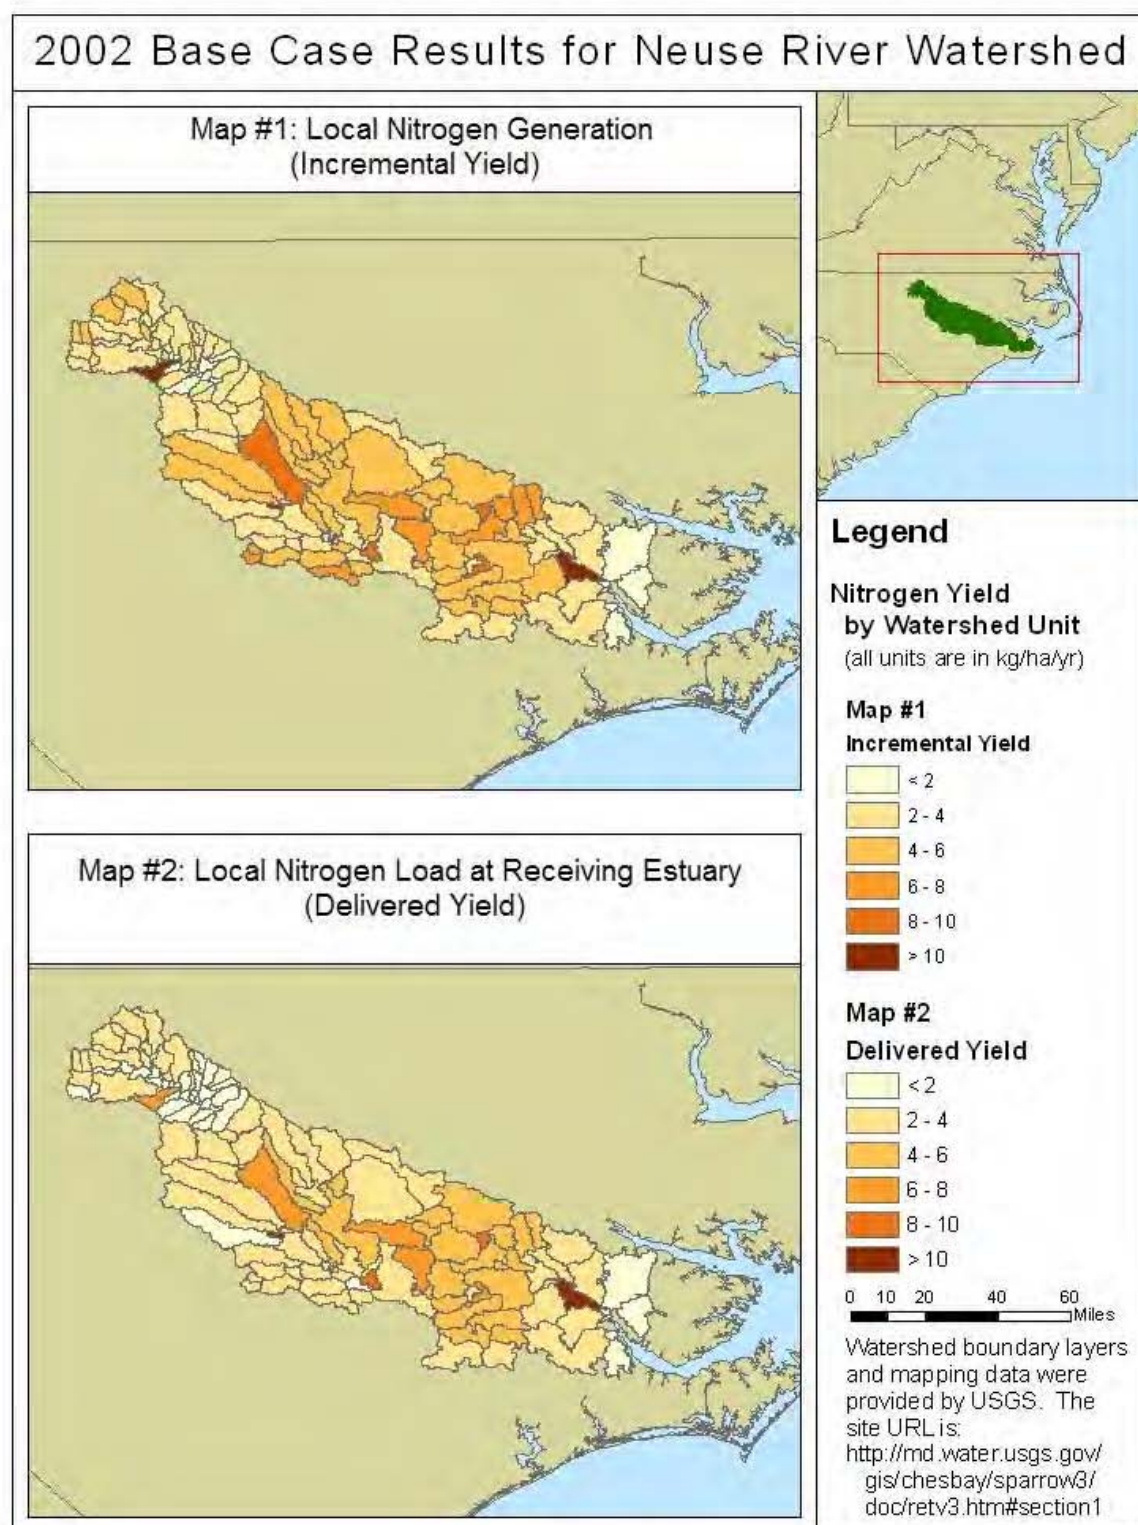 2002 Base Case Results for Neuse River Watershed
Map #1: Local Nitrogen Generation
(Incremental Yield)
Map #2: Local Nitrogen Load at Receiving Estuary
(Delivered Yield)
Legend
Nitrogen Yield
by Watershed Unit
(all units are in kg/ha/yr)
Map #1
Incremental Yield
< 2
2 - 4
4 - 6
6 - 8
8 - 10
> 10
Map #2
Delivered Yield
< 2
2 - 4
4 - 6
6 - 8
8 - 10
> 10
0 10 20 40 60
Miles
Watershed boundary layers
and mapping data were
provided by USGS. The
site URL is:
http://md.water.usgs.gov/
gis/chesbay/sparrow3/
doc/retv3.htm#section1